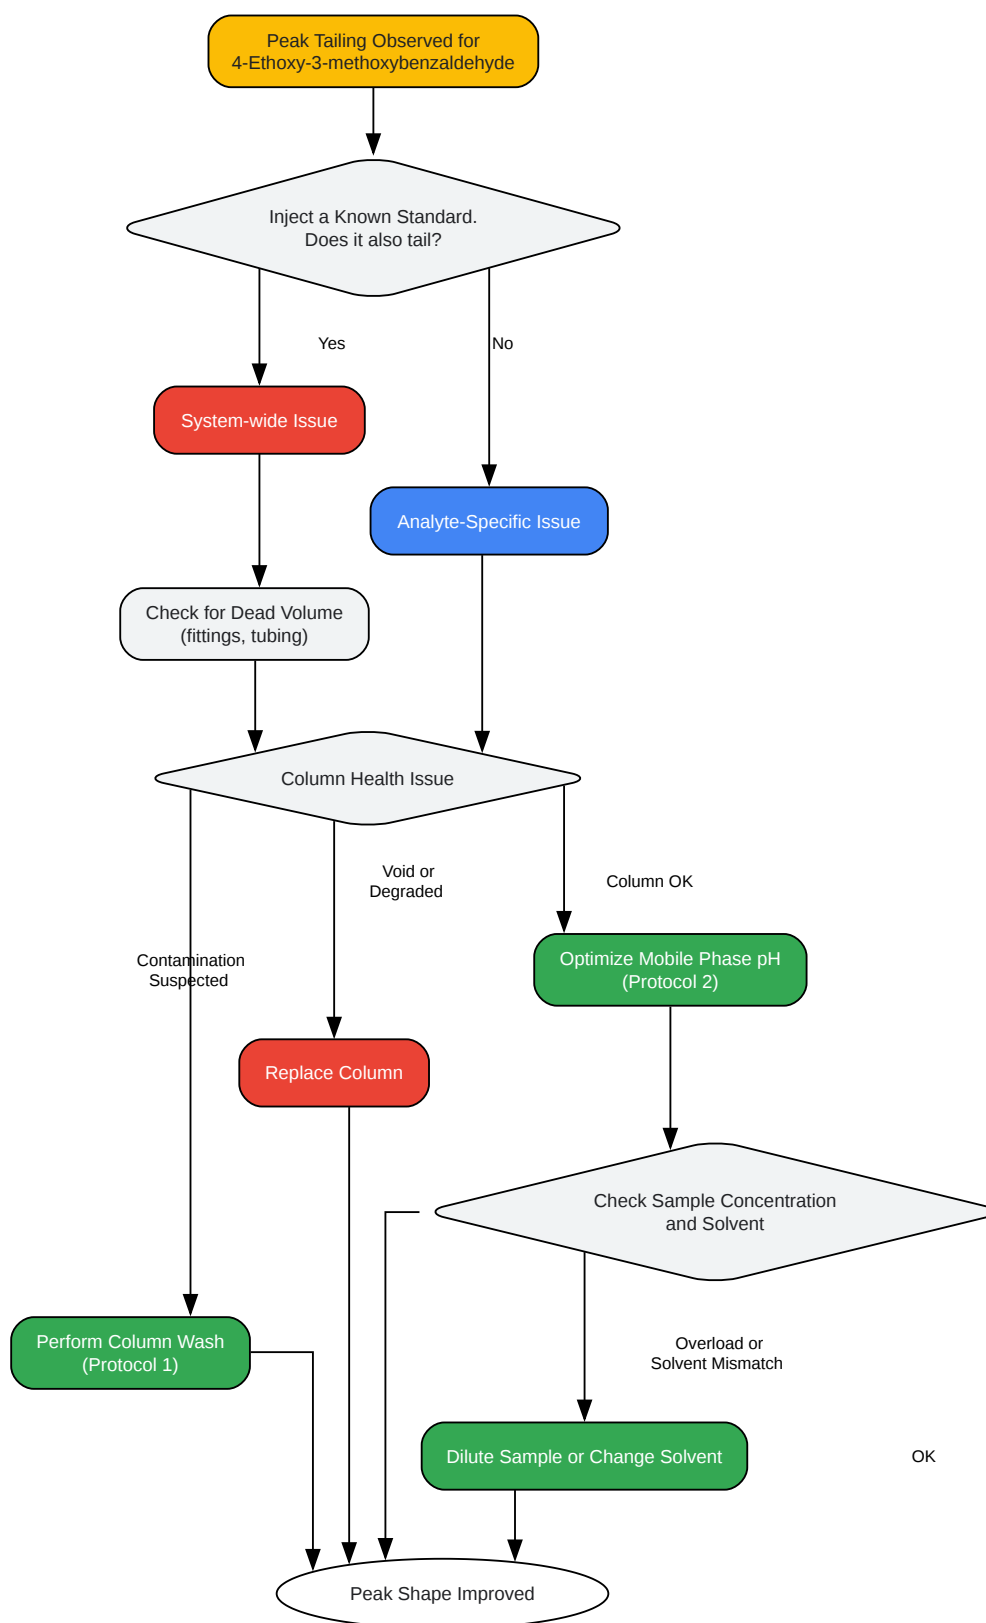 Peak Tailing Observed for
4-Ethoxy-3-methoxybenzaldehyde
Inject a Known Standard.
Does it also tail?
Yes
No
System-wide Issue
Analyte-Specific Issue
Check for Dead Volume
(fittings, tubing)
Column Health Issue
Void or
Degraded
Column OK
Contamination
Suspected
Optimize Mobile Phase pH
(Protocol 2)
Replace Column
Check Sample Concentration
and Solvent
Perform Column Wash
(Protocol 1)
Overload or
Solvent Mismatch
Dilute Sample or Change Solvent
OK
Peak Shape Improved